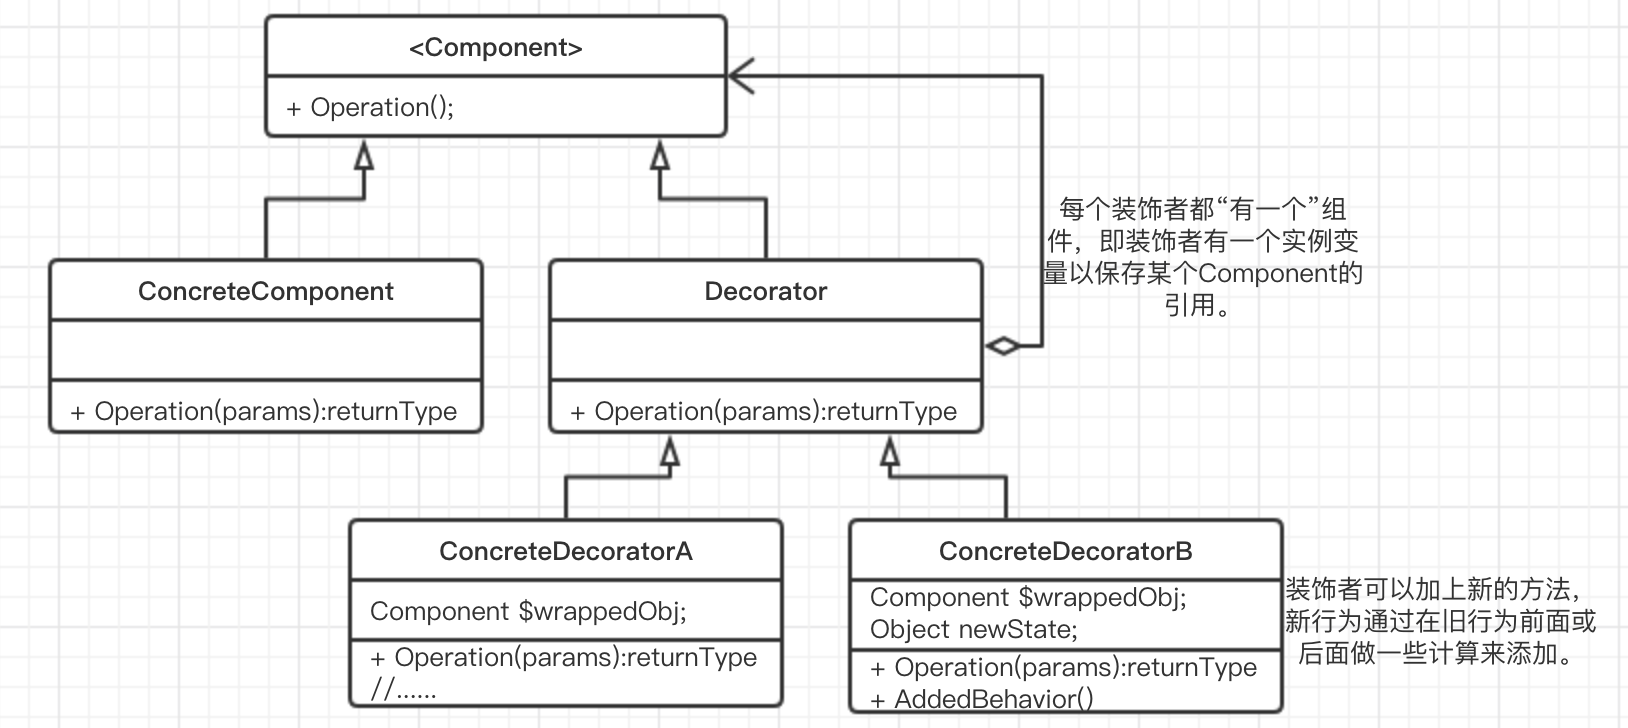 <Component>
+ Operation();
每个装饰者都“有一个”组
件，即装饰者有一个实例变
量以保存某个Component的
引用。
ConcreteComponent
+ Operation(params):returnType
Decorator
+ Operation(params):returnType
ConcreteDecoratorA
Component $wrappedObj;
+ Operation(params):returnType
//......
ConcreteDecoratorB
Component $wrappedObj;
Object newState;
+ Operation(params):returnType
+ AddedBehavior()
装饰者可以加上新的方法，
新行为通过在旧行为前面或
后面做一些计算来添加。